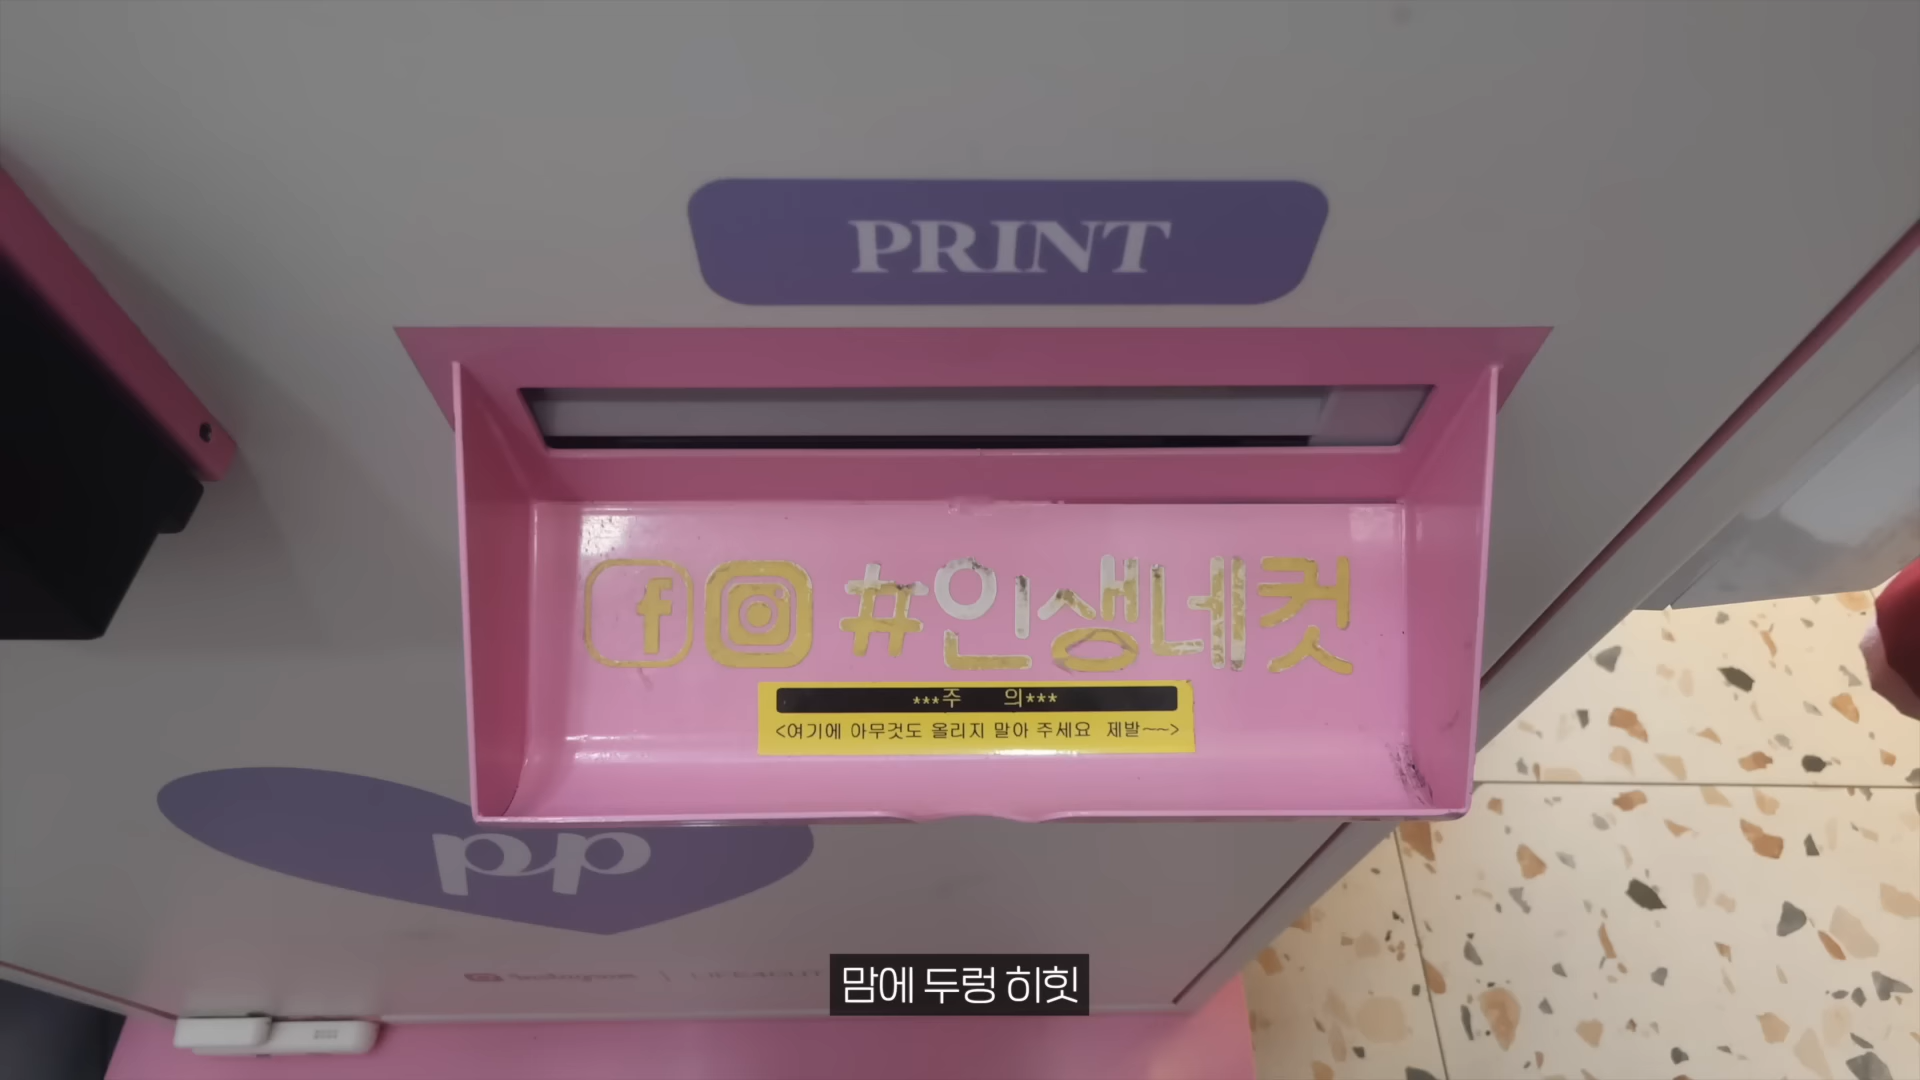 PRINT
#인생네컷
***주 의***
<여기에 아무것도 올리지 말아 주세요 제발~~>
맘에 두렁 히힛